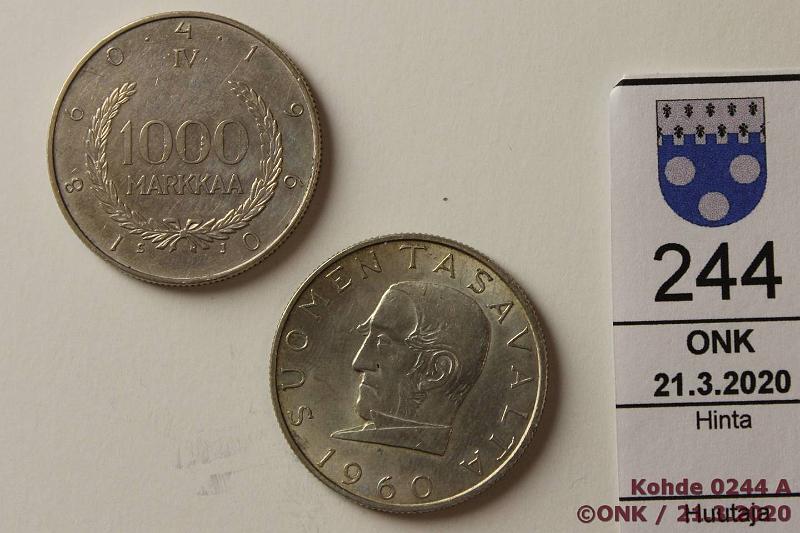 1860 4 1960
IV
1000
MARKKAA
S J
SUOMEN TASAVALTA
1960
244
ONK
21.3.2020
Hinta
Kohde 0244 A
Huutaja
©ONK / 21.3.2020